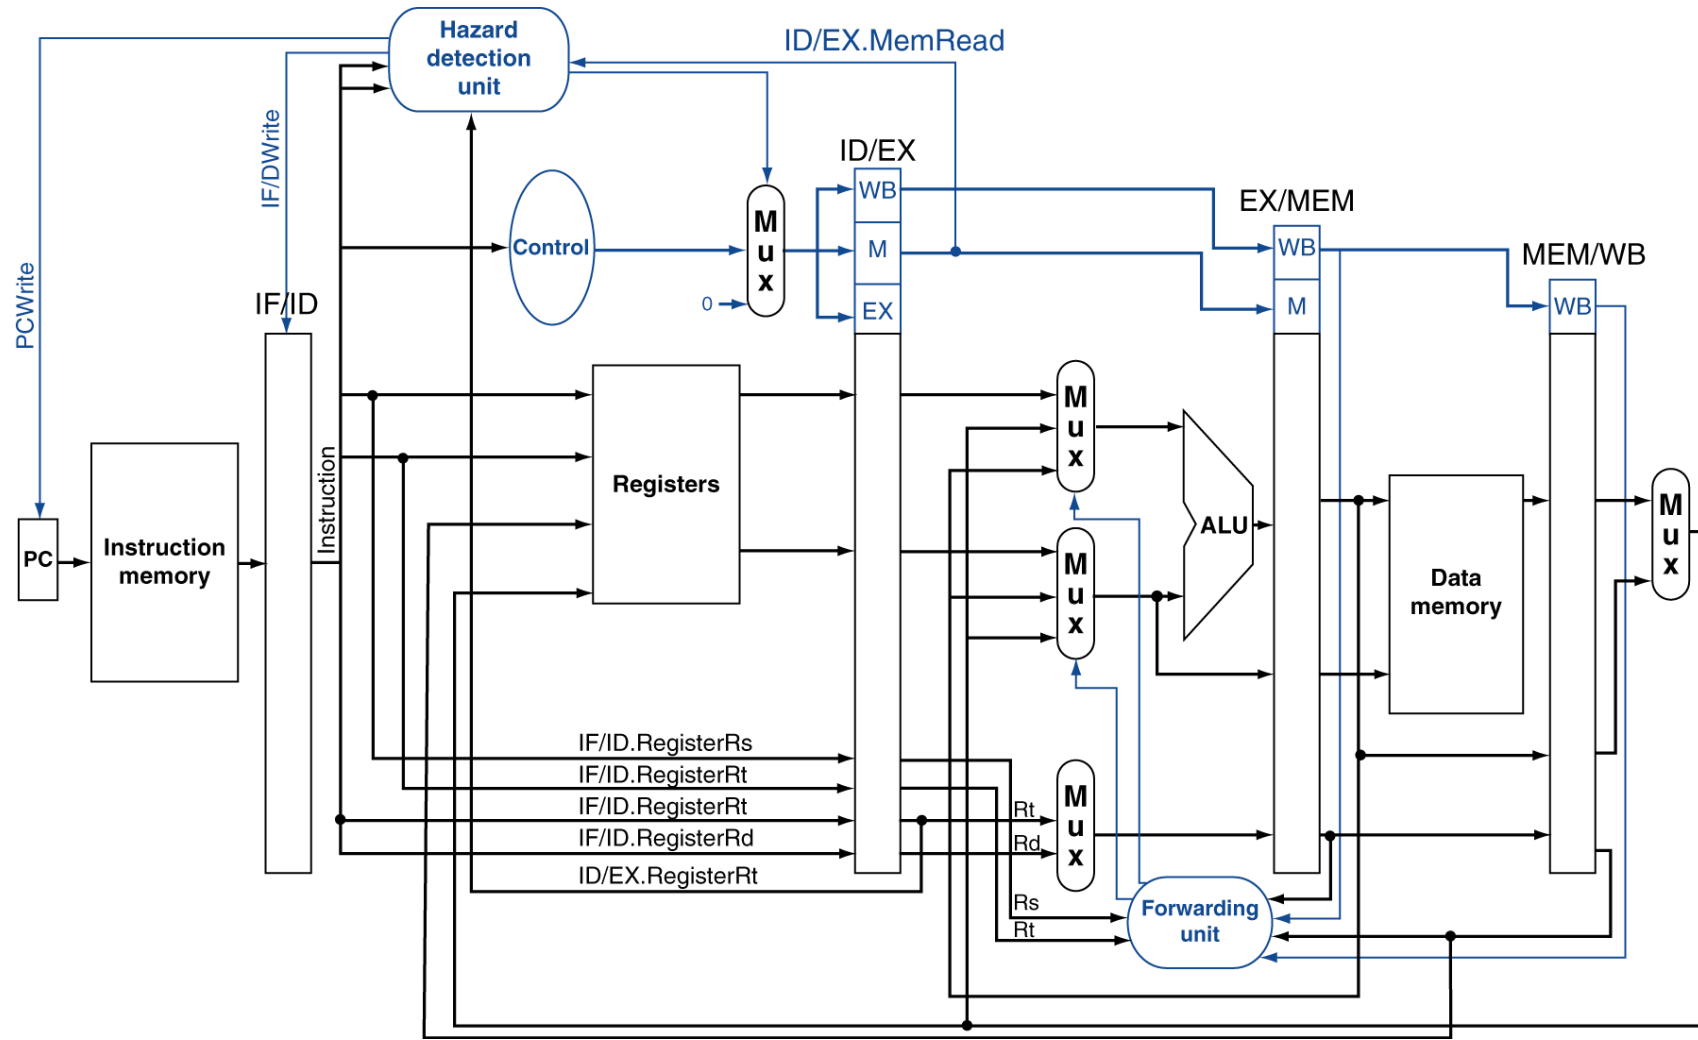 Hazard
detection
unit
ID/EX.MemRead
IF/DWrite
PCWrite
ID/EX
WB
M
EX
Control
M
u
x
0
EX/MEM
WB
M
MEM/WB
WB
IF/ID
Instruction
PC
Instruction
memory
Registers
M
u
x
M
u
x
ALU
Data
memory
M
u
x
IF/ID.RegisterRs
IF/ID.RegisterRt
IF/ID.RegisterRt
IF/ID.RegisterRd
ID/EX.RegisterRt
Rt
Rd
M
u
x
Rs
Rt
Forwarding
unit